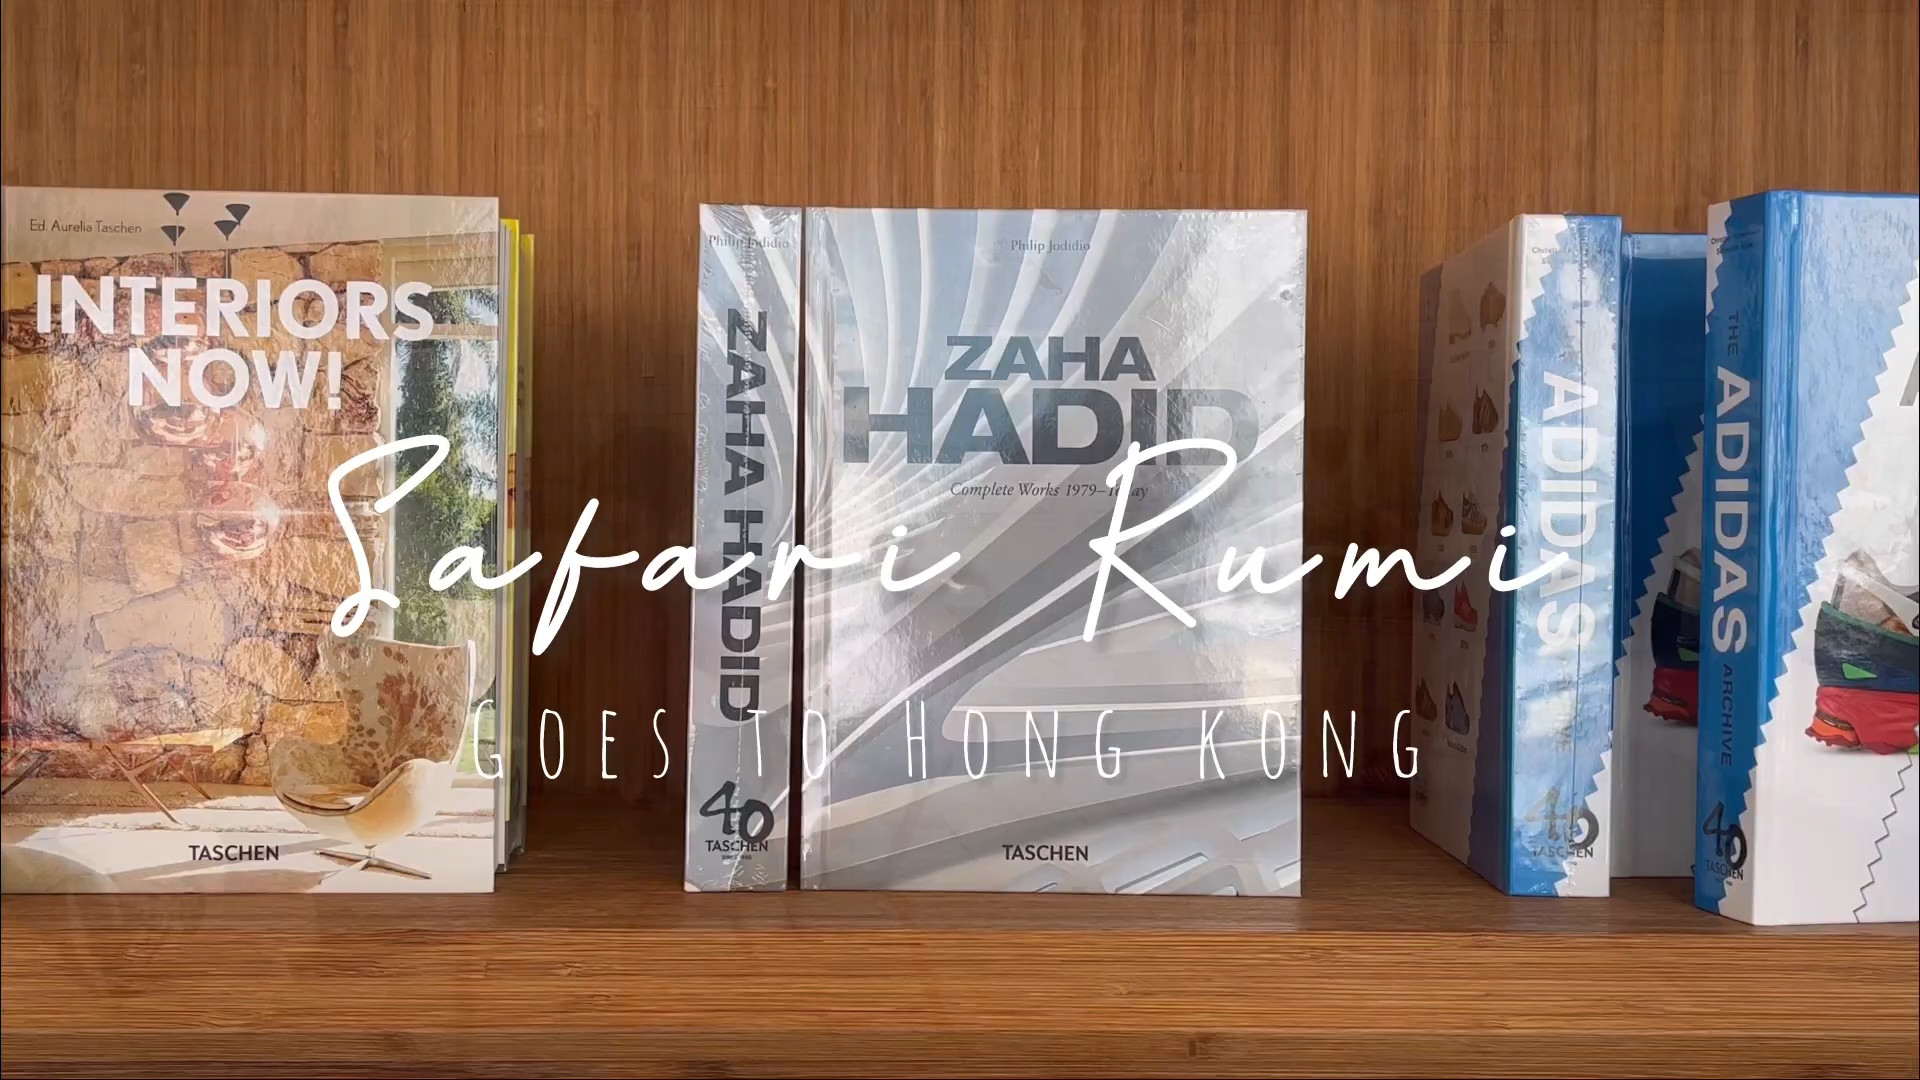 Ed. Aurelia Taschen
INTERIORS
NOW!
TASCHEN
Philip Jodidio
ZAHA HADID
40
TASCHEN
Philip Jodidio
ZAHA
HADID
Complete Works 1979–Today
TASCHEN
ADIDAS
40
TASCHEN
THE ADIDAS ARCHIVE
40
TASCHEN
Safari Rumi
GOES TO HONG KONG